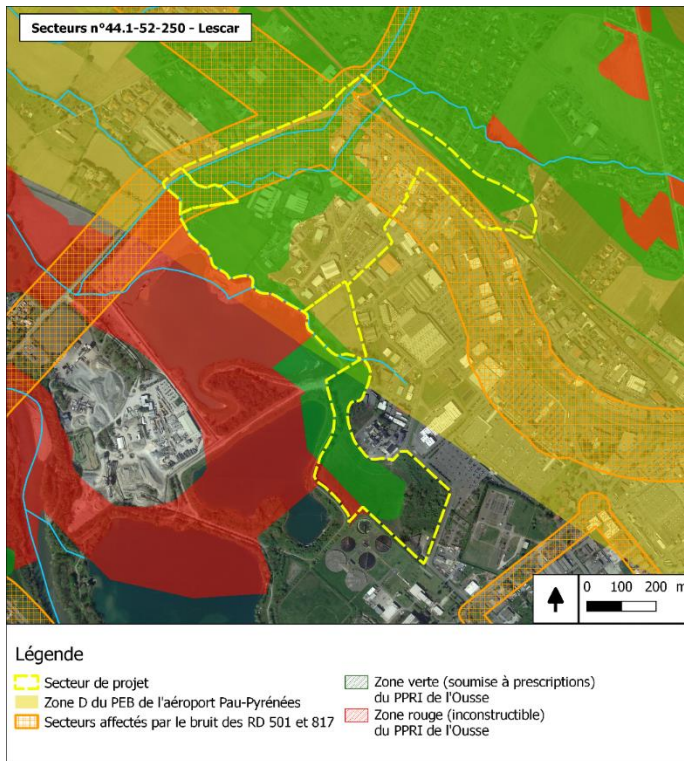 Secteurs n°44.1-52-250 - Lescar
0 100 200 m
Légende
Secteur de projet
Zone D du PEB de l'aéroport Pau-Pyrénées
Secteurs affectés par le bruit des RD 501 et 817
Zone verte (soumise à prescriptions)
du PPRI de l'Ousse
Zone rouge (inconstructible)
du PPRI de l'Ousse